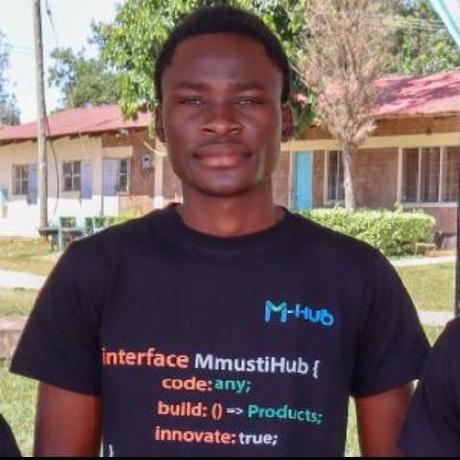 M-HUB
interface MmustiHub {
code: any;
build: () => Products;
innovate: true;
}